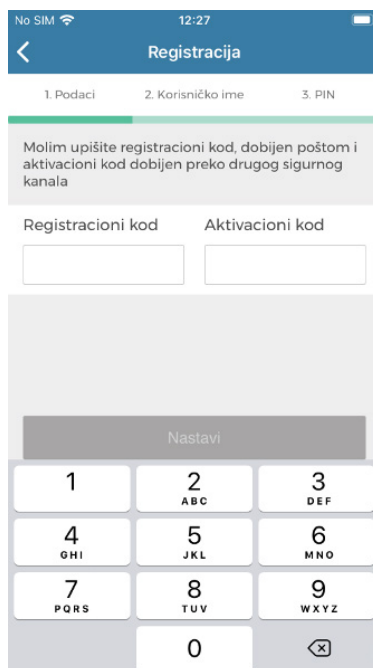 No SIM 12:27
Registracija
1. Podaci 2. Korisničko ime 3. PIN
Molim upišite registracioni kod, dobijen poštom i
aktivacioni kod dobijen preko drugog sigurnog
kanala
Registracioni kod Aktivacioni kod
Nastavi
1 2 3
ABC DEF
4 5 6
GHI JKL MNO
7 8 9
PQRS TUV WXYZ
0